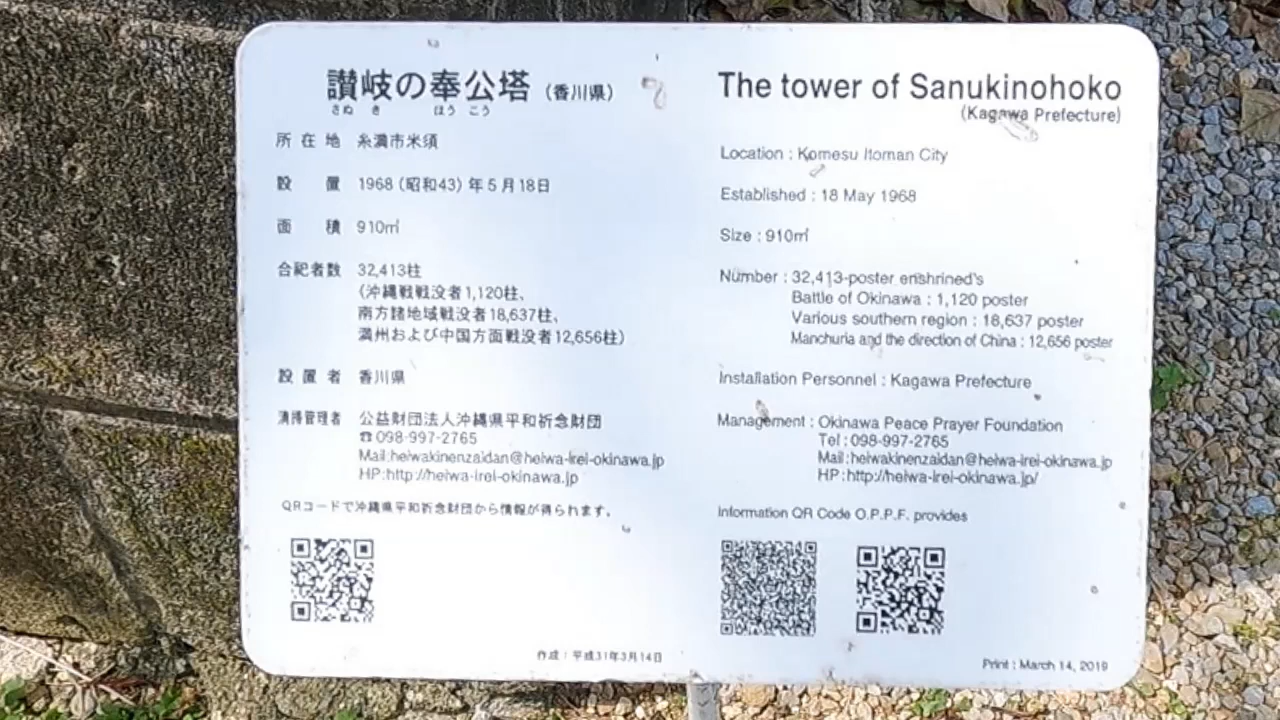 讃岐の奉公塔（香川県）
さぬ き ほう こう
所在地 糸満市米須
設置 1968（昭和43）年５月18日
面積 910㎡
合祀者数 32,413柱
（沖縄戦戦没者1,120柱、
南方諸地域戦没者18,637柱、
満州および中国方面戦没者12,656柱）
設置者 香川県
清掃管理者 公益財団法人沖縄県平和祈念財団
☎098-997-2765
Mail:heiwakinenzaidan@heiwa-irei-okinawa.jp
HP:http://heiwa-irei-okinawa.jp
QRコードで沖縄県平和祈念財団から情報が得られます。
作成：平成31年3月14日
The tower of Sanukinohoko
(Kagawa Prefecture)
Location : Komesu Itoman City
Established : 18 May 1968
Size : 910㎡
Number : 32,413-poster enshrined's
Battle of Okinawa : 1,120 poster
Various southern region : 18,637 poster
Manchuria and the direction of China : 12,656 poster
Installation Personnel : Kagawa Prefecture
Management : Okinawa Peace Prayer Foundation
Tel : 098-997-2765
Mail:heiwakinenzaidan@heiwa-irei-okinawa.jp
HP:http://heiwa-irei-okinawa.jp/
Information QR Code O.P.P.F. provides
Print : March 14, 2019